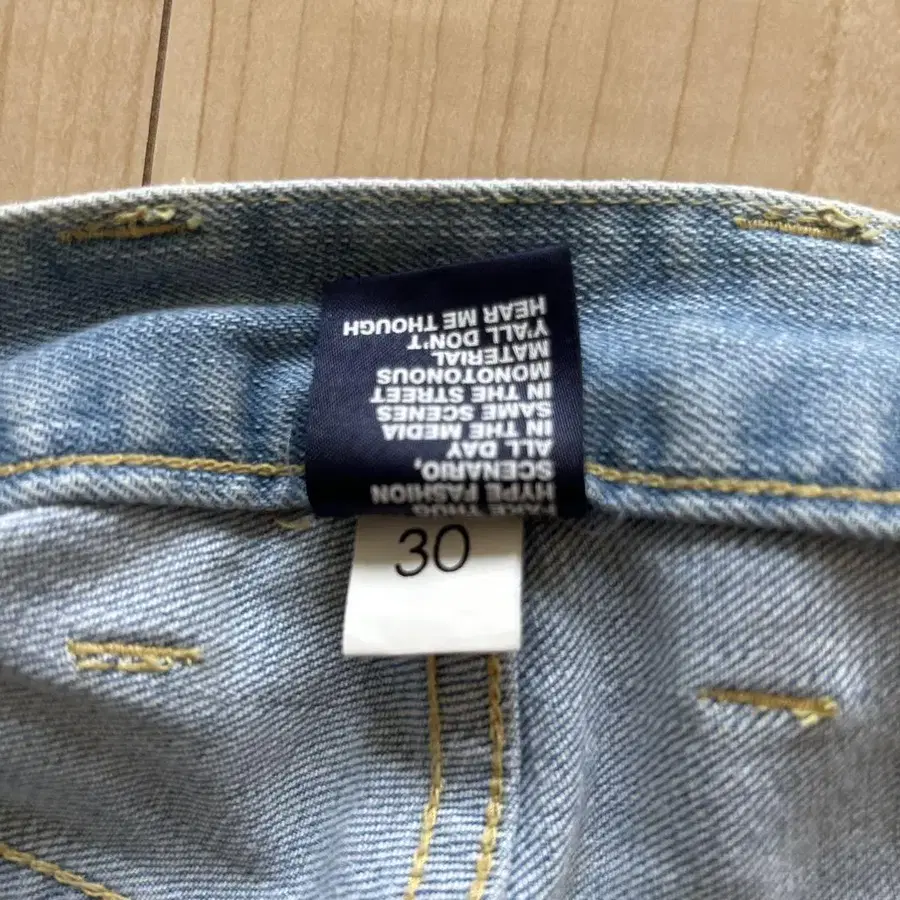 FAKE THUG
HYPE FASHION
SCENARIO,
ALL DAY
IN THE MEDIA
SAME SCENES
IN THE STREET
MONOTONOUS
MATERIAL
Y'ALL DON'T
HEAR ME THOUGH
30